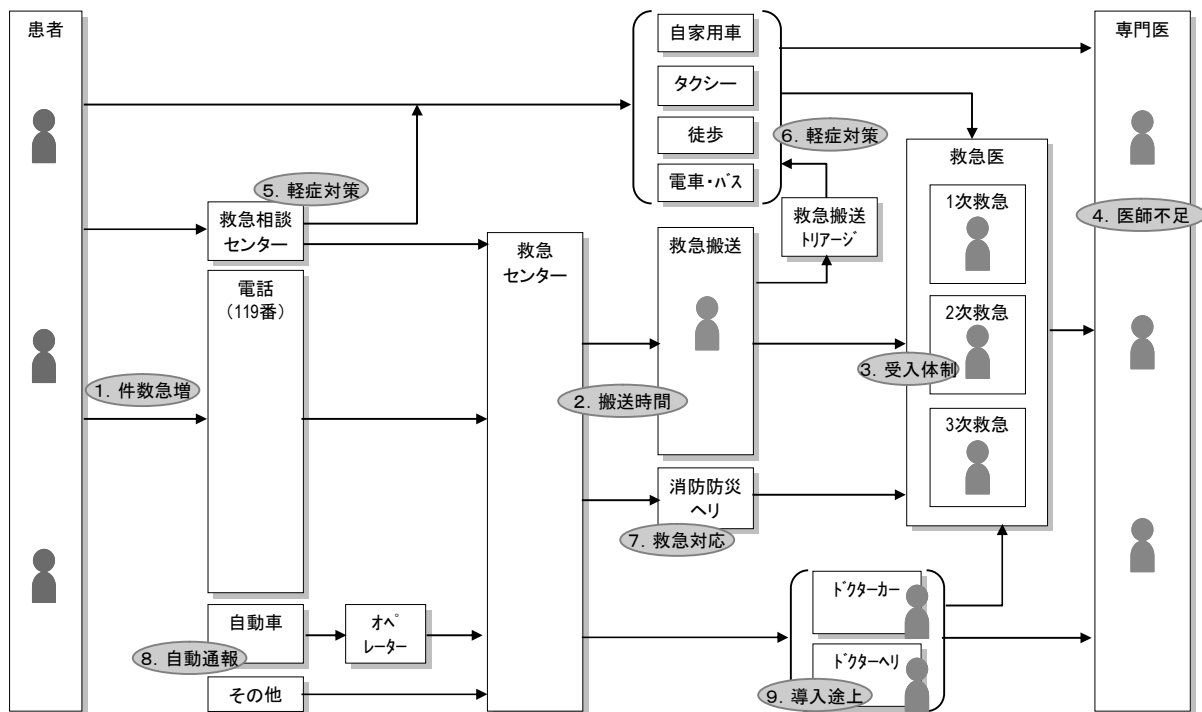 患者
1. 件数急増
5. 軽症対策
救急相談
センター
電話
（119番）
自動車
8. 自動通報
その他
オペ
レーター
救急
センター
2. 搬送時間
自家用車
タクシー
徒歩
電車・バス
6. 軽症対策
救急搬送
トリアージ
救急搬送
消防防災
ヘリ
7. 救急対応
ドクターカー
ドクターヘリ
9. 導入途上
救急医
1次救急
2次救急
3. 受入体制
3次救急
専門医
4. 医師不足